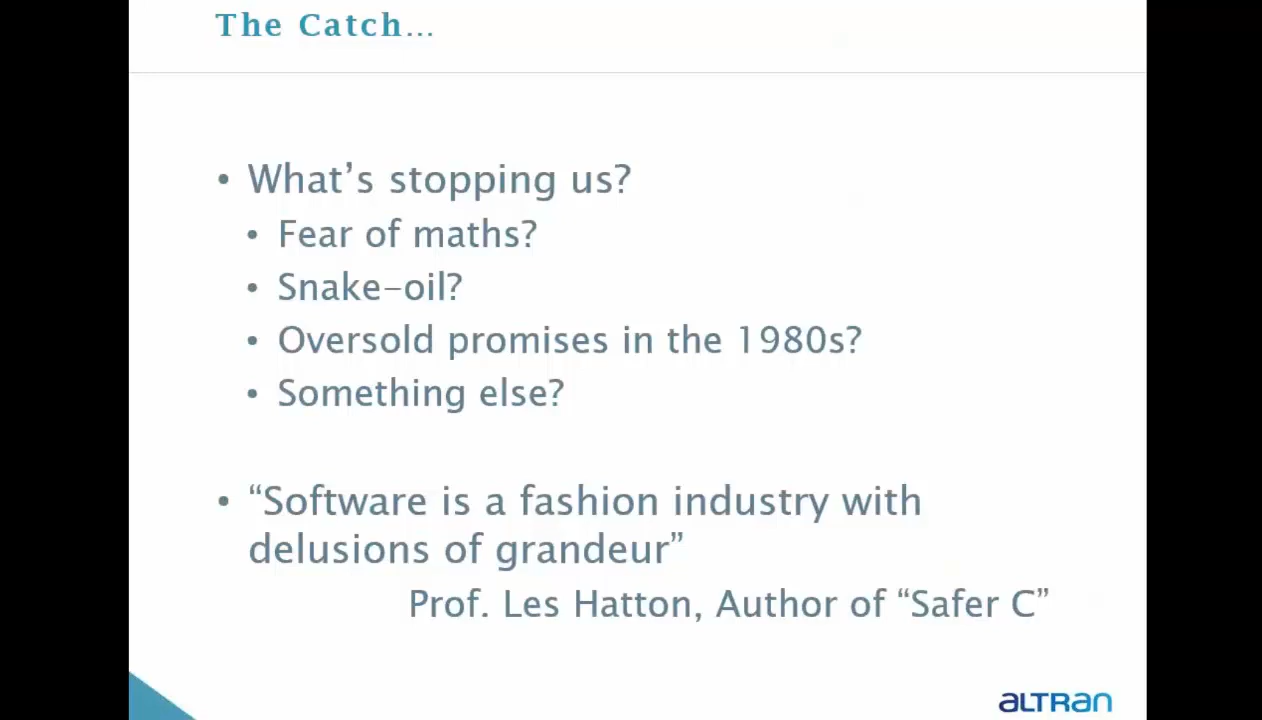 The Catch...
• What's stopping us?
• Fear of maths?
• Snake-oil?
• Oversold promises in the 1980s?
• Something else?
• “Software is a fashion industry with
delusions of grandeur”
Prof. Les Hatton, Author of “Safer C”
ALTRAN